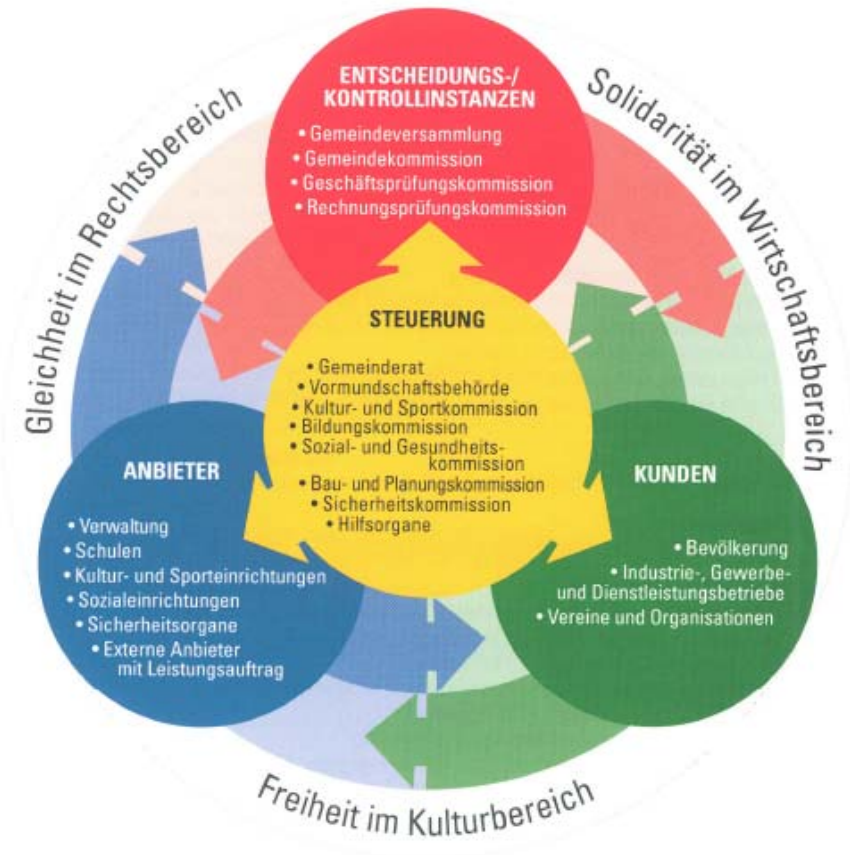 ENTSCHEIDUNGS-/
KONTROLLINSTANZEN
• Gemeindeversammlung
• Gemeindekommission
• Geschäftsprüfungskommission
• Rechnungsprüfungskommission
Gleichheit im Rechtsbereich
Solidarität im Wirtschaftsbereich
STEUERUNG
• Gemeinderat
• Vormundschaftsbehörde
• Kultur- und Sportkommission
• Bildungskommission
• Sozial- und Gesundheits-
kommission
• Bau- und Planungskommission
• Sicherheitskommission
• Hilfsorgane
ANBIETER
• Verwaltung
• Schulen
• Kultur- und Sporteinrichtungen
• Sozialeinrichtungen
• Sicherheitsorgane
• Externe Anbieter
mit Leistungsauftrag
KUNDEN
• Bevölkerung
• Industrie-, Gewerbe-
und Dienstleistungsbetriebe
• Vereine und Organisationen
Freiheit im Kulturbereich